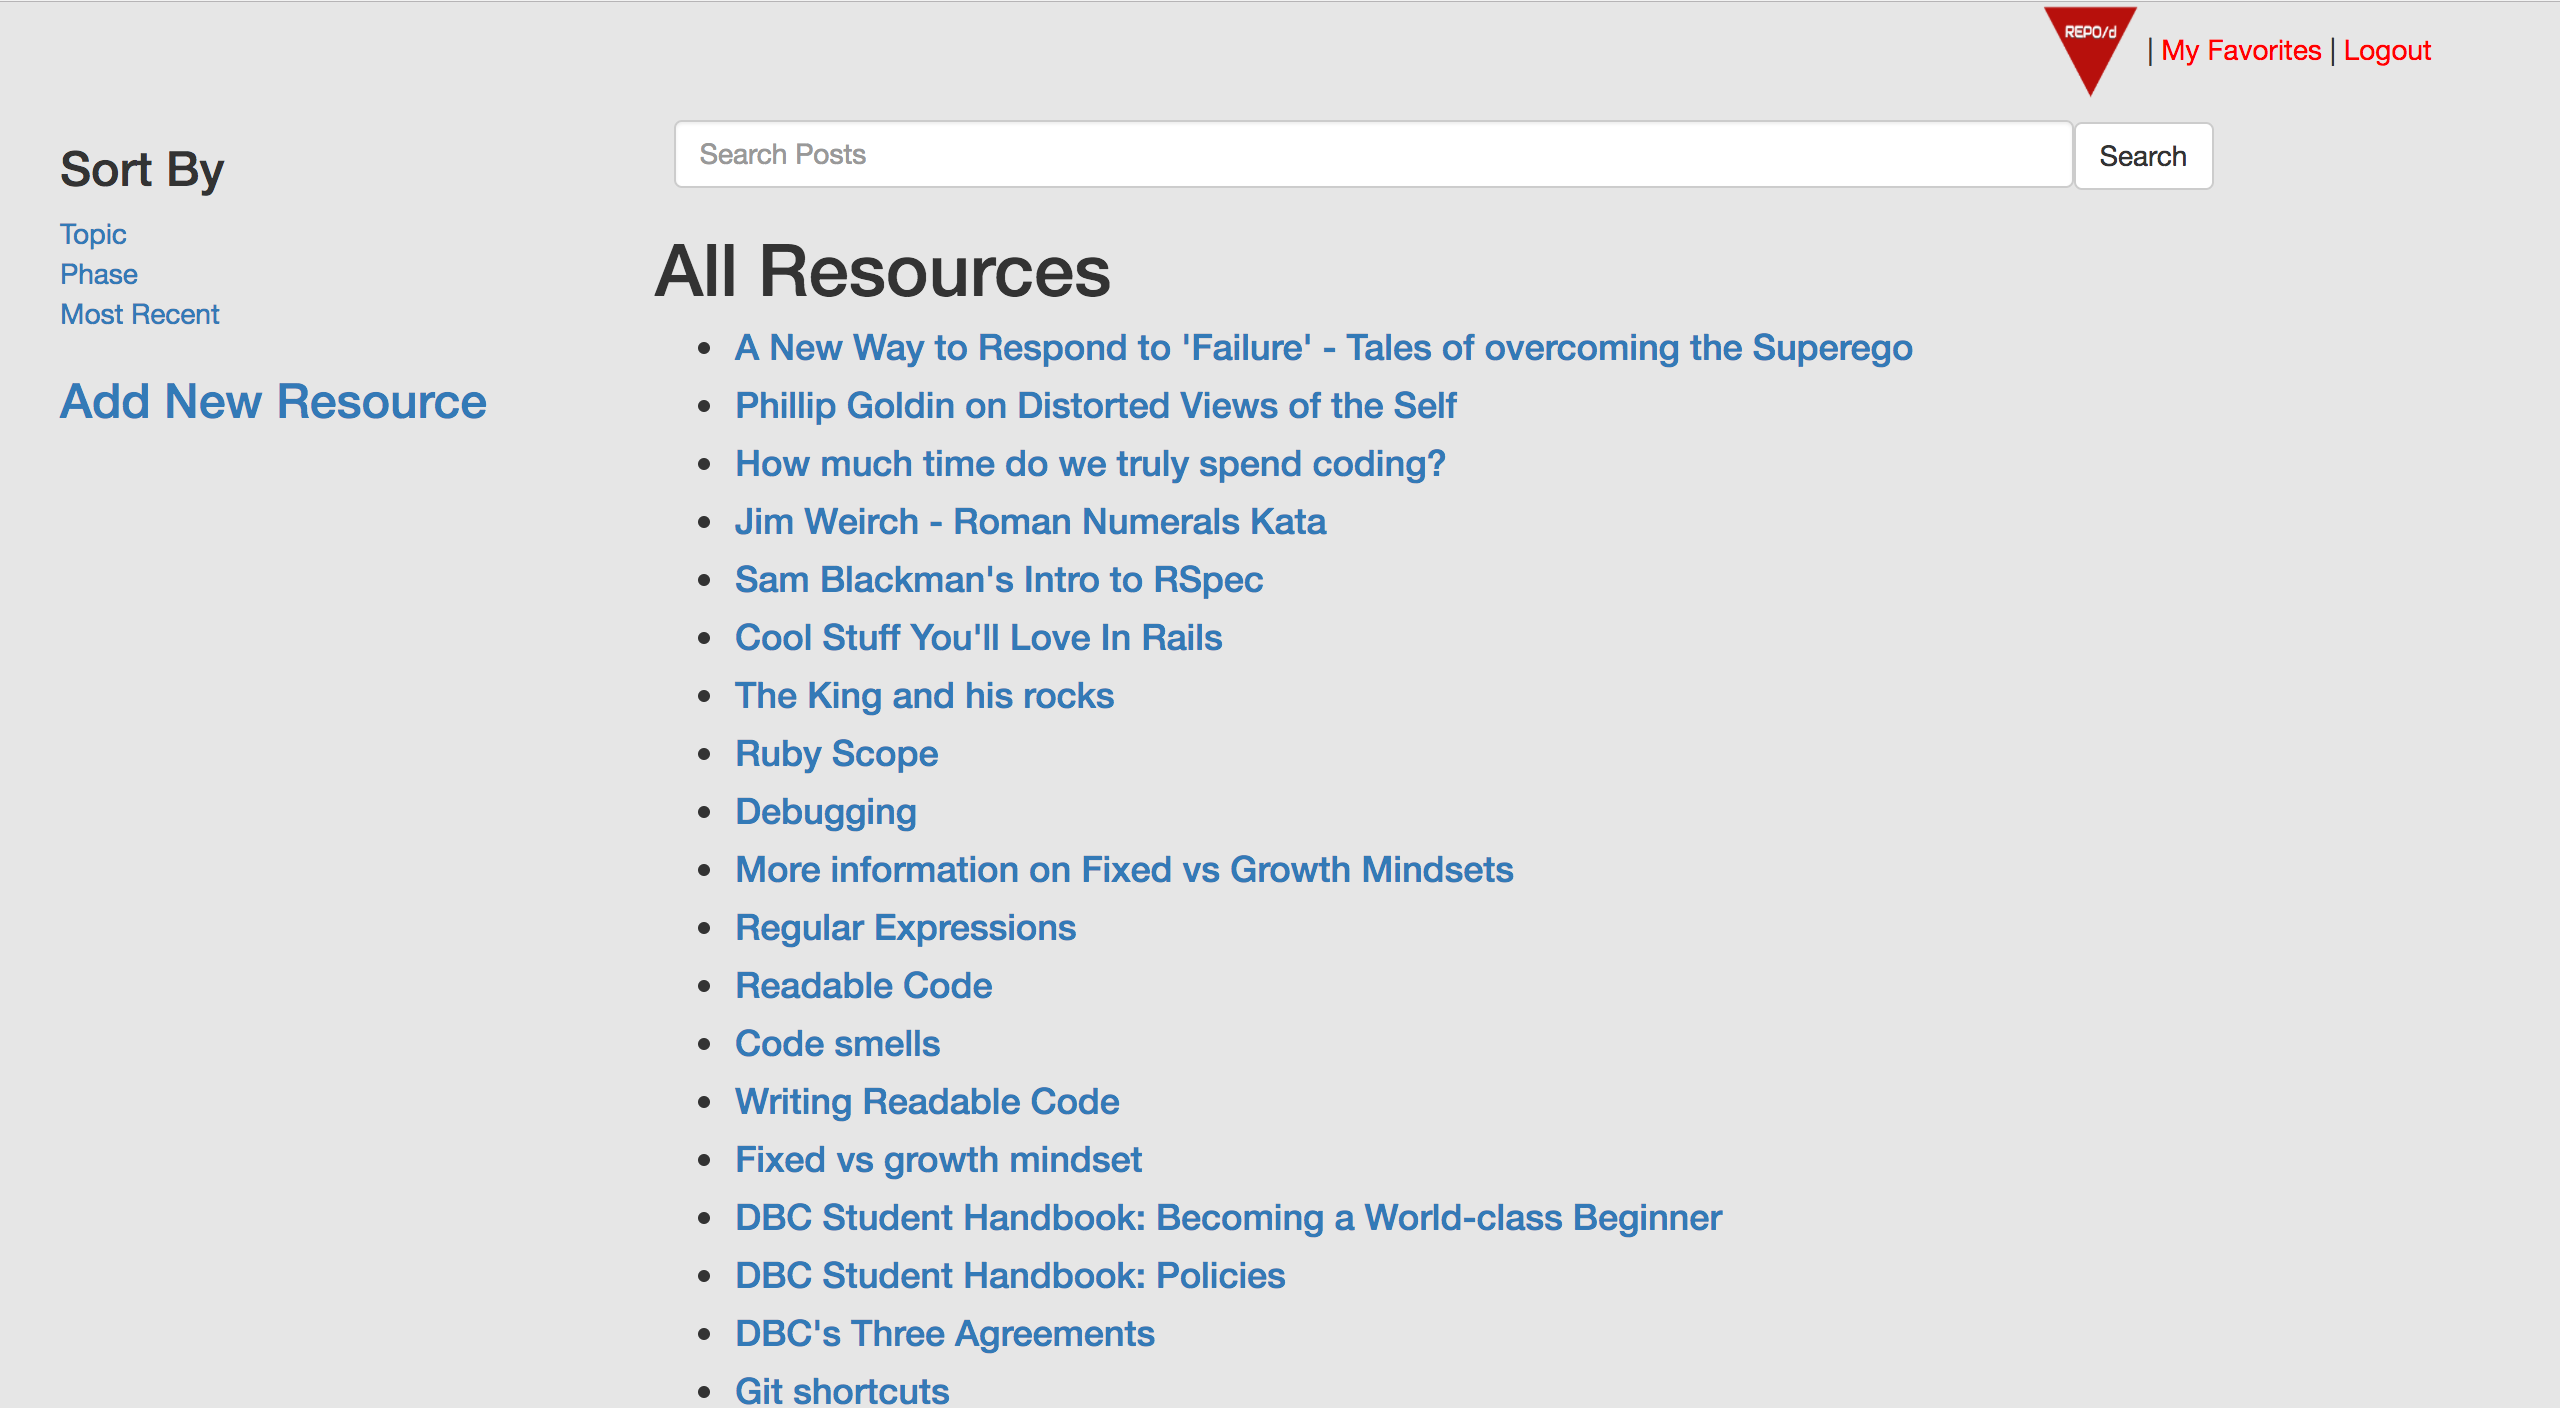 REPO/d
| My Favorites | Logout
Search Posts
Search
Sort By
Topic
Phase
Most Recent
Add New Resource
All Resources
A New Way to Respond to 'Failure' - Tales of overcoming the Superego
Phillip Goldin on Distorted Views of the Self
How much time do we truly spend coding?
Jim Weirch - Roman Numerals Kata
Sam Blackman's Intro to RSpec
Cool Stuff You'll Love In Rails
The King and his rocks
Ruby Scope
Debugging
More information on Fixed vs Growth Mindsets
Regular Expressions
Readable Code
Code smells
Writing Readable Code
Fixed vs growth mindset
DBC Student Handbook: Becoming a World-class Beginner
DBC Student Handbook: Policies
DBC's Three Agreements
Git shortcuts